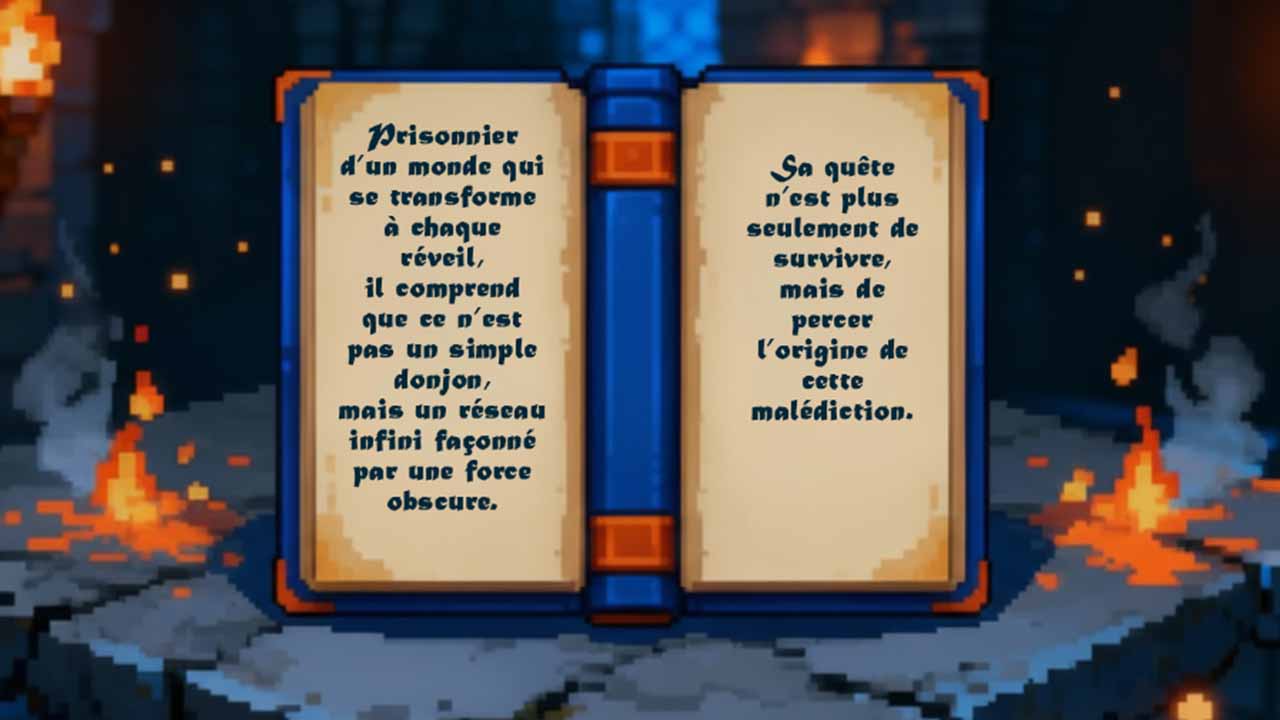 Prisonnier
d'un monde qui
se transforme
à chaque
réveil,
il comprend
que ce n'est
pas un simple
donjon,
mais un réseau
infini façonné
par une force
obscure.
Sa quête
n'est plus
seulement de
survivre,
mais de
percer
l'origine de
cette
malédiction.